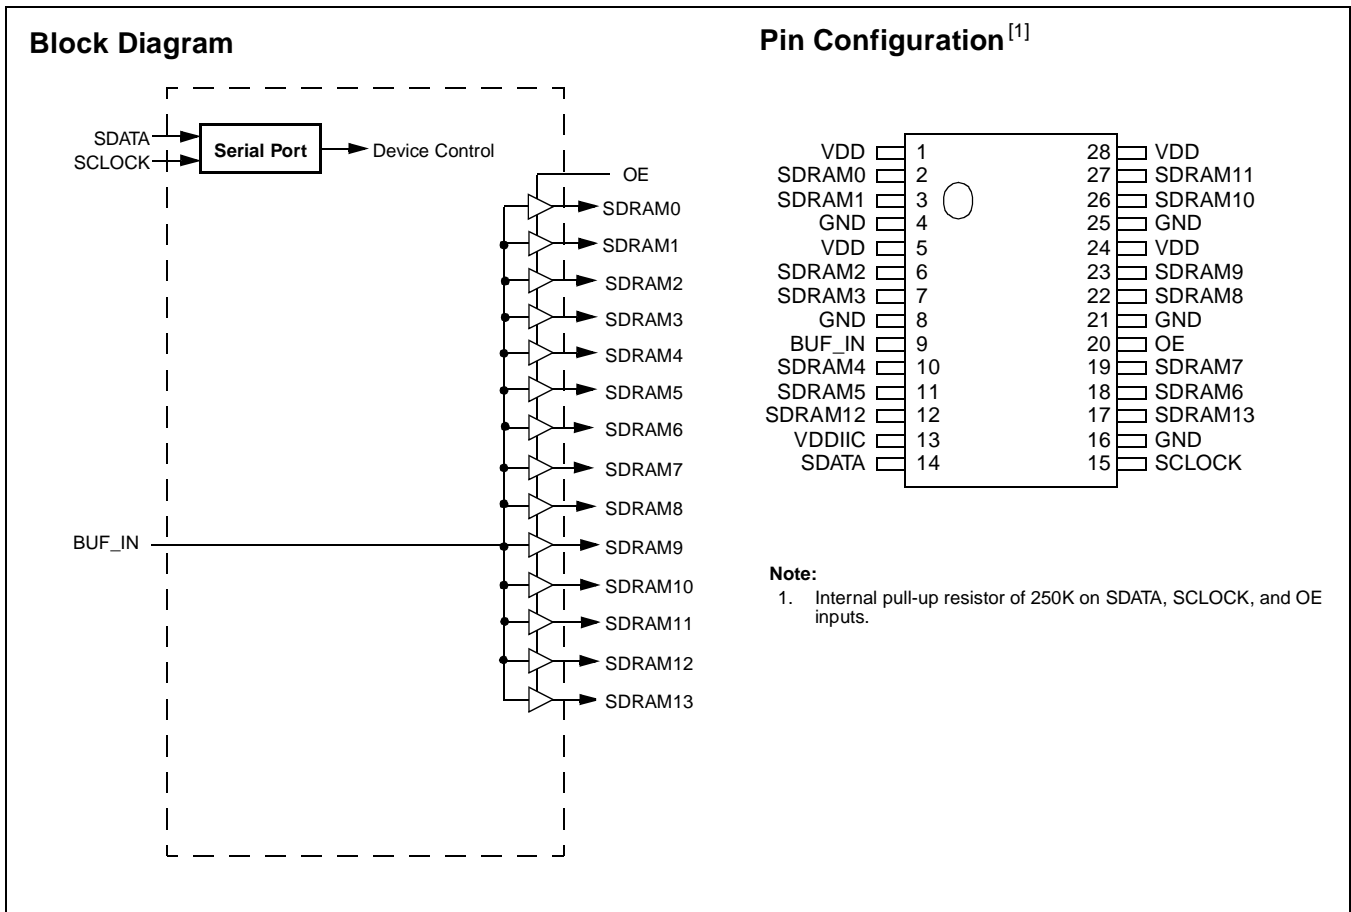 Block Diagram
SDATA
SCLOCK
Serial Port
Device Control
OE
SDRAM0
SDRAM1
SDRAM2
SDRAM3
SDRAM4
SDRAM5
SDRAM6
SDRAM7
SDRAM8
BUF_IN
SDRAM9
SDRAM10
SDRAM11
SDRAM12
SDRAM13
Pin Configuration [1]
VDD 1 28 VDD
SDRAM0 2 27 SDRAM11
SDRAM1 3 26 SDRAM10
GND 4 25 GND
VDD 5 24 VDD
SDRAM2 6 23 SDRAM9
SDRAM3 7 22 SDRAM8
GND 8 21 GND
BUF_IN 9 20 OE
SDRAM4 10 19 SDRAM7
SDRAM5 11 18 SDRAM6
SDRAM12 12 17 SDRAM13
VDDIIC 13 16 GND
SDATA 14 15 SCLOCK
Note:
1. Internal pull-up resistor of 250K on SDATA, SCLOCK, and OE
inputs.